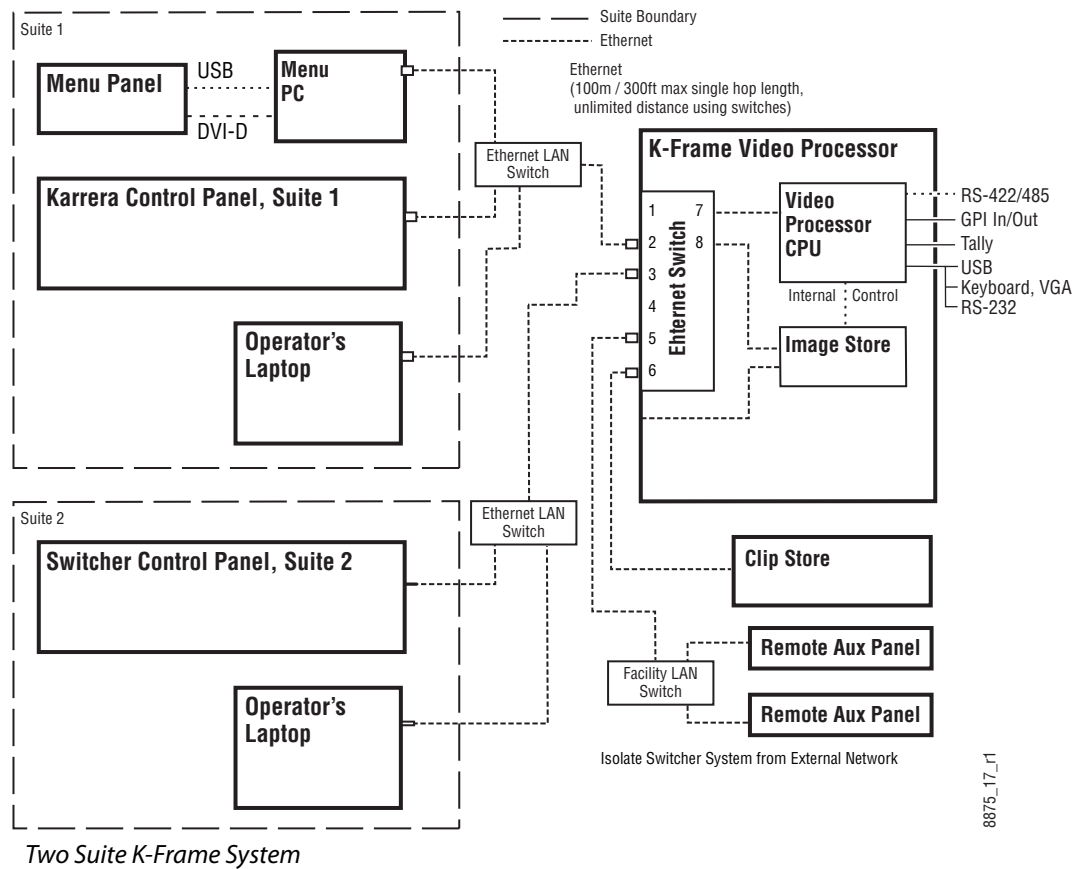 Suite 1
Suite Boundary
Ethernet
Ethernet
(100m / 300ft max single hop length,
unlimited distance using switches)
Menu Panel
USB
DVI-D
Menu
PC
Ethernet LAN
Switch
Karrera Control Panel, Suite 1
Operator's
Laptop
K-Frame Video Processor
1
2
3
4
5
6
7
8
Ehternet Switch
Video
Processor
CPU
Internal
Control
Image Store
RS-422/485
GPI In/Out
Tally
USB
Keyboard, VGA
RS-232
Suite 2
Switcher Control Panel, Suite 2
Ethernet LAN
Switch
Operator's
Laptop
Clip Store
Remote Aux Panel
Facility LAN
Switch
Remote Aux Panel
Isolate Switcher System from External Network
8875_17_r1
Two Suite K-Frame System